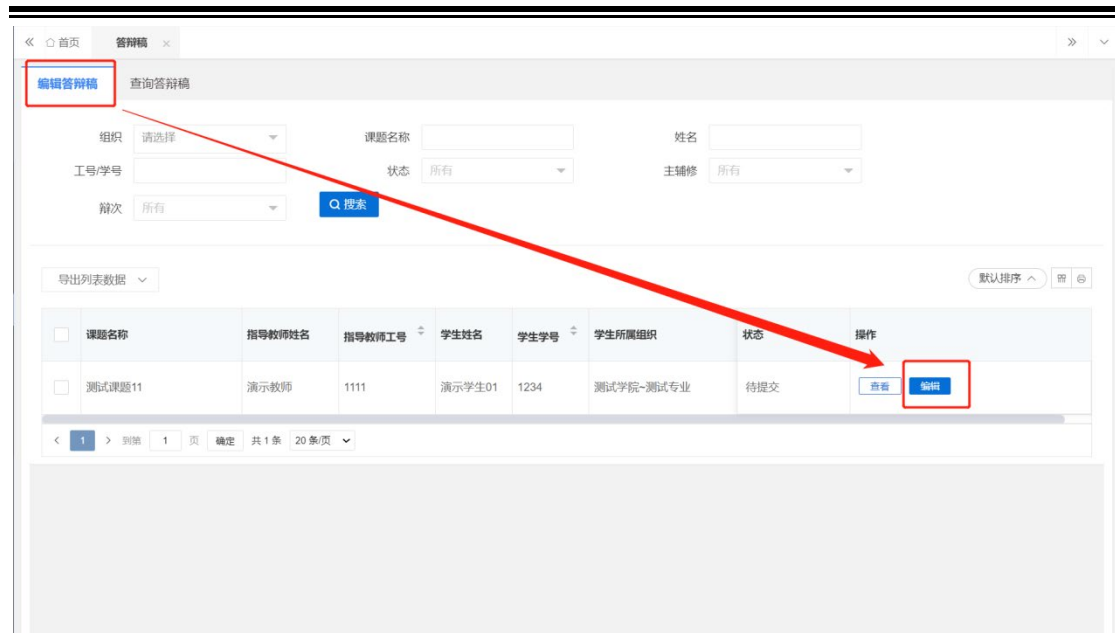 首页 答辩稿
编辑答辩稿 查询答辩稿
组织 请选择 课题名称 姓名
工号/学号 状态 所有 主辅修 所有
辩次 所有 搜索
导出列表数据 默认排序
课题名称 指导教师姓名 指导教师工号 学生姓名 学生学号 学生所属组织 状态 操作
测试课题11 演示教师 1111 演示学生01 1234 测试学院~测试专业 待提交 查看 编辑
1 到第 1 页 确定 共 1 条 20 条/页